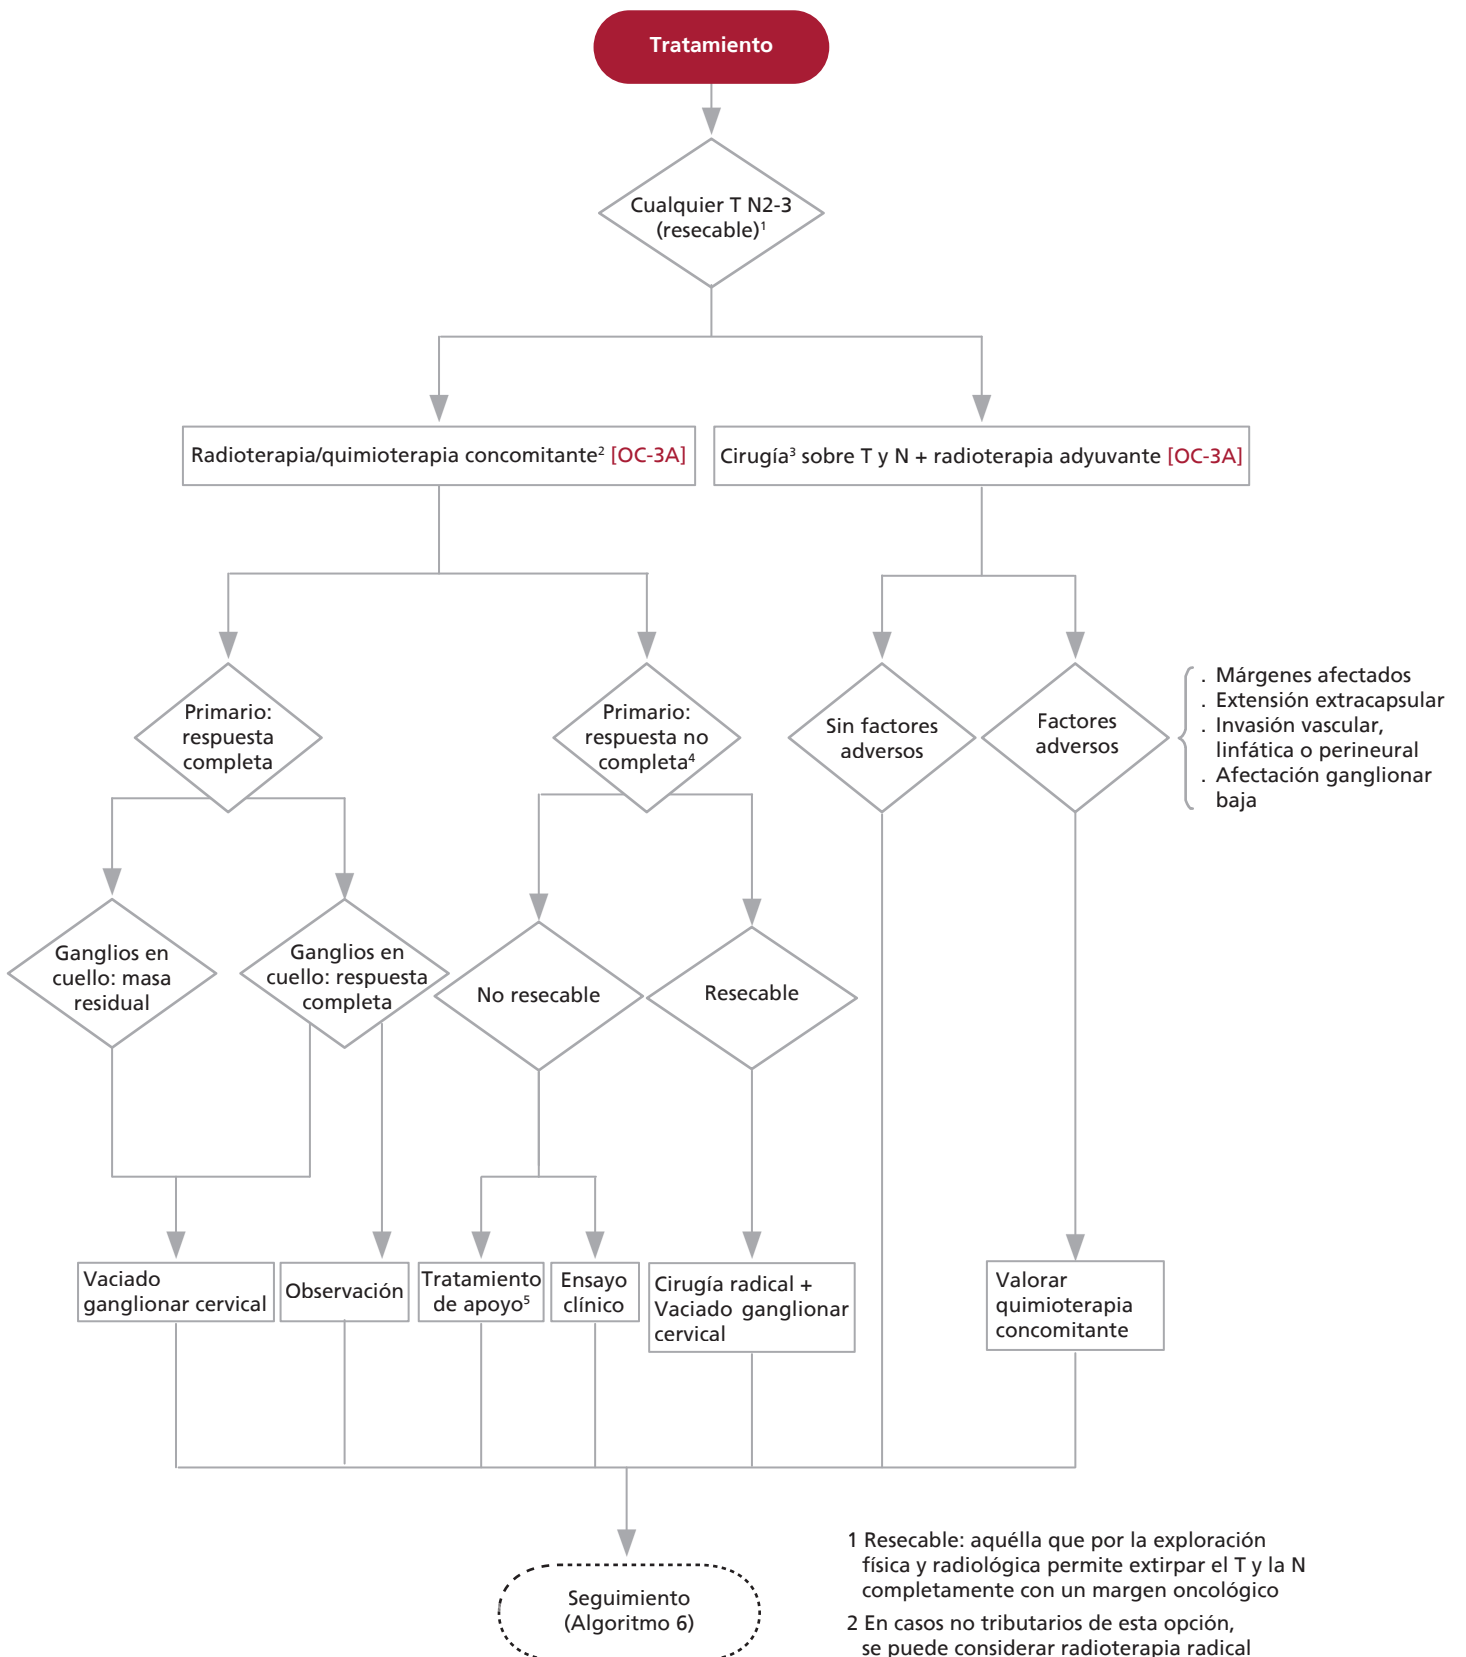 Tratamiento
Cualquier T N2-3
(resecable)1
Radioterapia/quimioterapia concomitante2 [OC-3A]
Cirugía3 sobre T y N + radioterapia adyuvante [OC-3A]
Primario:
respuesta
completa
Primario:
respuesta no
completa4
Sin factores
adversos
Factores
adversos
. Márgenes afectados
. Extensión extracapsular
. Invasión vascular,
linfática o perineural
. Afectación ganglionar
baja
Ganglios en
cuello: masa
residual
Ganglios en
cuello: respuesta
completa
No resecable
Resecable
Vaciado
ganglionar cervical
Observación
Tratamiento
de apoyo5
Ensayo
clínico
Cirugía radical +
Vaciado ganglionar
cervical
Valorar
quimioterapia
concomitante
Seguimiento
(Algoritmo 6)
1 Resecable: aquélla que por la exploración
física y radiológica permite extirpar el T y la N
completamente con un margen oncológico
2 En casos no tributarios de esta opción,
se puede considerar radioterapia radical